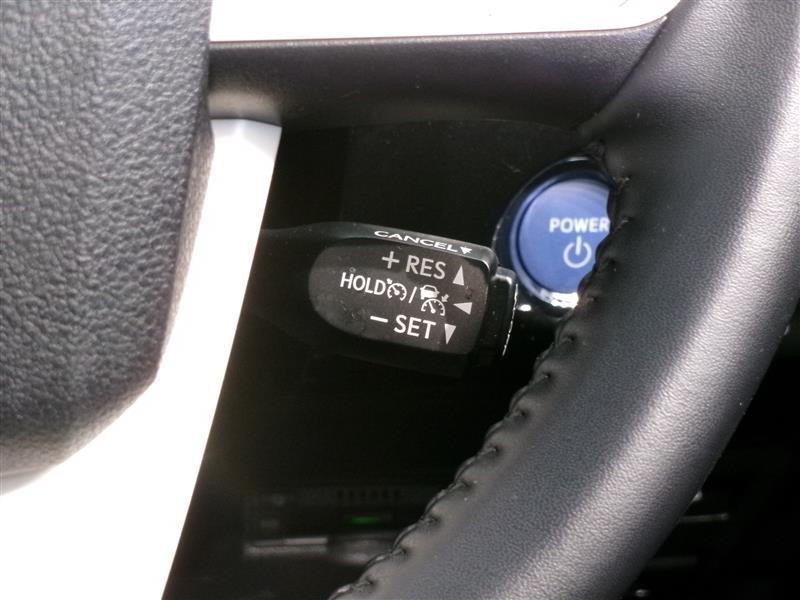 POWER
CANCEL
+ RES
HOLD /
− SET